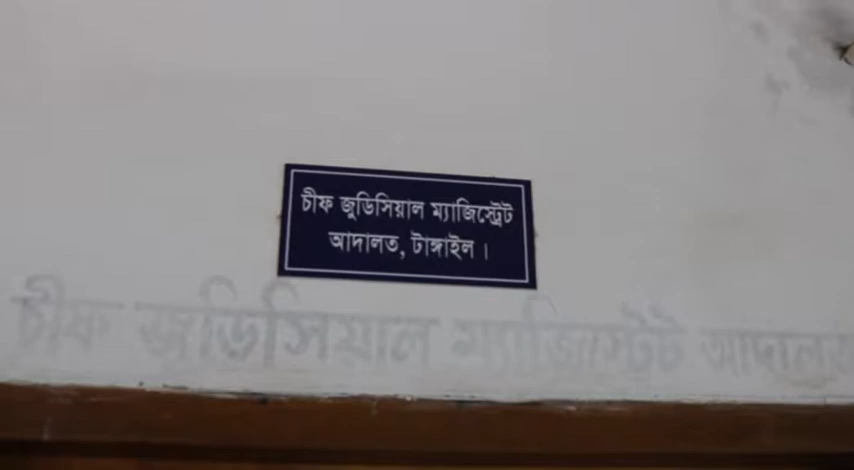 চীফ জুডিসিয়াল ম্যাজিস্ট্রেট
আদালত, টাঙ্গাইল ।
চীফ জুডিসিয়াল ম্যাজিস্ট্রেট আদালত